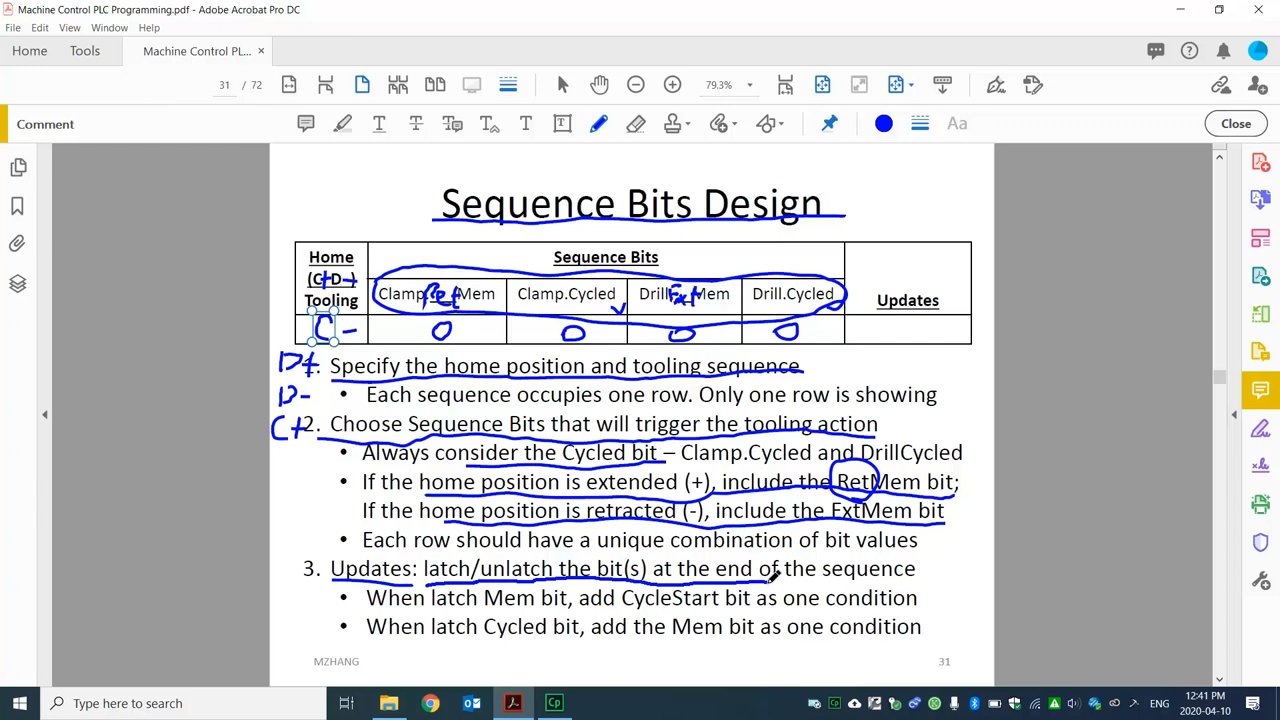 Machine Control PLC Programming.pdf - Adobe Acrobat Pro DC
File Edit View Window Help
Home Tools Machine Control PL... ×
31 / 72 79.3%
Comment Aa Close
Sequence Bits Design
Home Sequence Bits
(C+D-)
Tooling Clamp.RetMem Clamp.Cycled Drill.ExtMem Drill.Cycled Updates
C - 0 0 0 0
D+ 1. Specify the home position and tooling sequence
D- • Each sequence occupies one row. Only one row is showing
C+ 2. Choose Sequence Bits that will trigger the tooling action
• Always consider the Cycled bit – Clamp.Cycled and DrillCycled
• If the home position is extended (+), include the RetMem bit;
If the home position is retracted (-), include the ExtMem bit
• Each row should have a unique combination of bit values
3. Updates: latch/unlatch the bit(s) at the end of the sequence
• When latch Mem bit, add CycleStart bit as one condition
• When latch Cycled bit, add the Mem bit as one condition
MZHANG 31
Type here to search
ENG 12:41 PM
2020-04-10